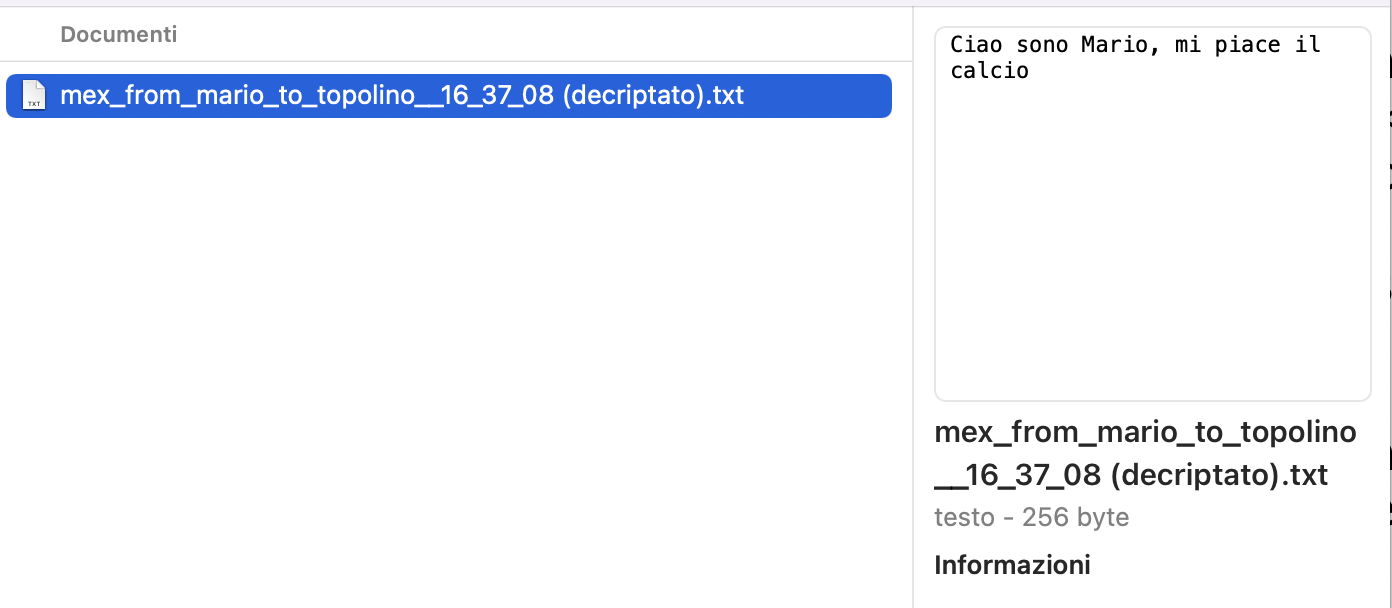 Documenti
TXT
mex_from_mario_to_topolino__16_37_08 (decriptato).txt
Ciao sono Mario, mi piace il
calcio
mex_from_mario_to_topolino
__16_37_08 (decriptato).txt
testo - 256 byte
Informazioni